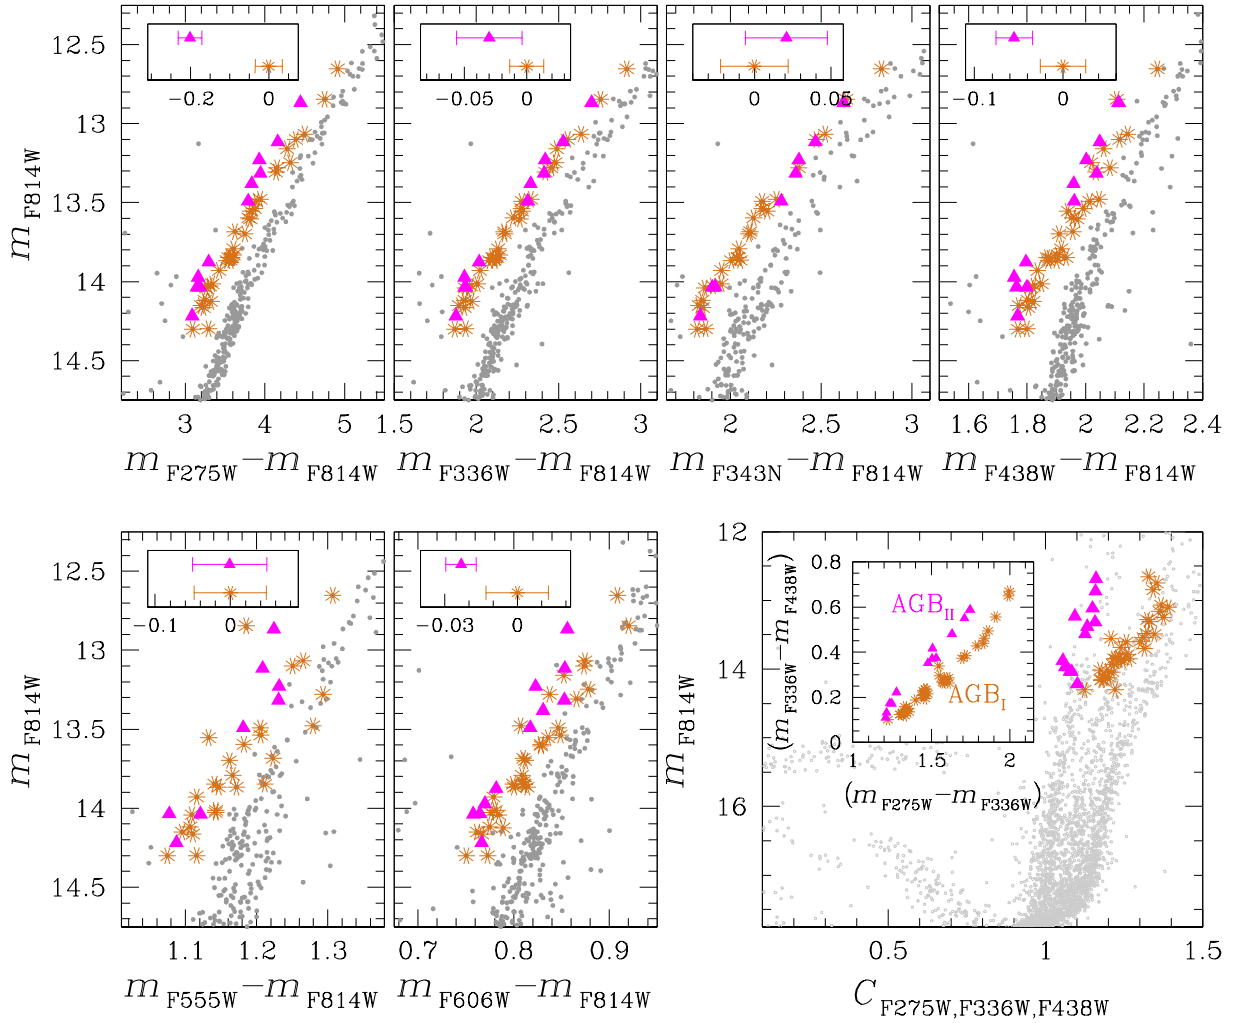 12.5
13
13.5
14
14.5
m F814W
−0.2 0
−0.05 0
0 0.05
−0.1 0
3 4 5
1.5 2 2.5 3
2 2.5 3
1.6 1.8 2 2.2 2.4
m F275W − m F814W
m F336W − m F814W
m F343N − m F814W
m F438W − m F814W
12.5
13
13.5
14
14.5
m F814W
−0.1 0
−0.03 0
1.1 1.2 1.3
0.7 0.8 0.9
m F555W − m F814W
m F606W − m F814W
12
14
16
m F814W
0.8
0.6
0.4
0.2
0
(m F336W − m F438W)
AGB II
AGB I
1 1.5 2
(m F275W − m F336W)
0.5 1 1.5
C F275W,F336W,F438W